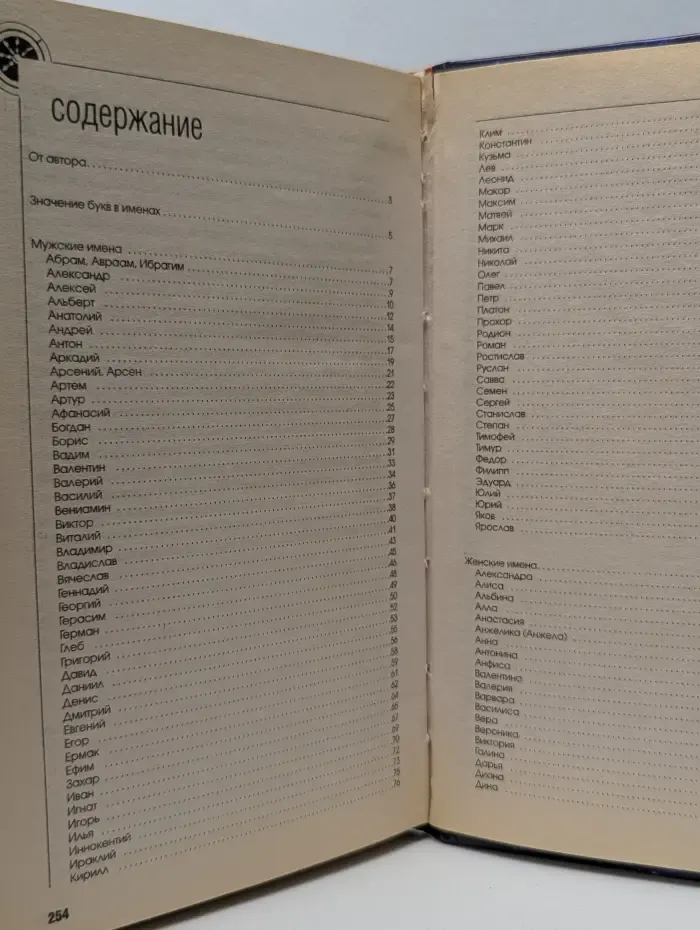 содержание
От автора 3
Значение букв в именах 5
Мужские имена 7
Абрам, Авраам, Ибрагим 7
Александр 9
Алексей 10
Альберт 12
Анатолий 14
Андрей 15
Антон 17
Аркадий 19
Арсений, Арсен 21
Артем 22
Артур 23
Афанасий 25
Богдан 27
Борис 28
Вадим 29
Валентин 31
Валерий 33
Василий 34
Вениамин 36
Виктор 37
Виталий 38
Владимир 40
Владислав 41
Вячеслав 43
Геннадий 45
Георгий 46
Герасим 48
Герман 49
Глеб 50
Григорий 52
Давид 53
Даниил 55
Денис 56
Дмитрий 58
Евгений 59
Егор 61
Ермак 62
Ефим 64
Захар 65
Иван 67
Игнат 69
Игорь 70
Илья 72
Иннокентий 73
Ираклий 75
Кирилл 76
254
Клим
Константин
Кузьма
Лев
Леонид
Макар
Максим
Матвей
Марк
Михаил
Никита
Николай
Олег
Павел
Петр
Платон
Прохор
Родион
Роман
Ростислав
Руслан
Савва
Семен
Сергей
Станислав
Степан
Тимофей
Тимур
Федор
Филипп
Эдуард
Юлий
Юрий
Яков
Ярослав
Женские имена
Александра
Алиса
Альбина
Алла
Анастасия
Анжелика (Анжела)
Анна
Антонина
Анфиса
Валентина
Валерия
Варвара
Василиса
Вера
Вероника
Виктория
Галина
Дарья
Диана
Дина